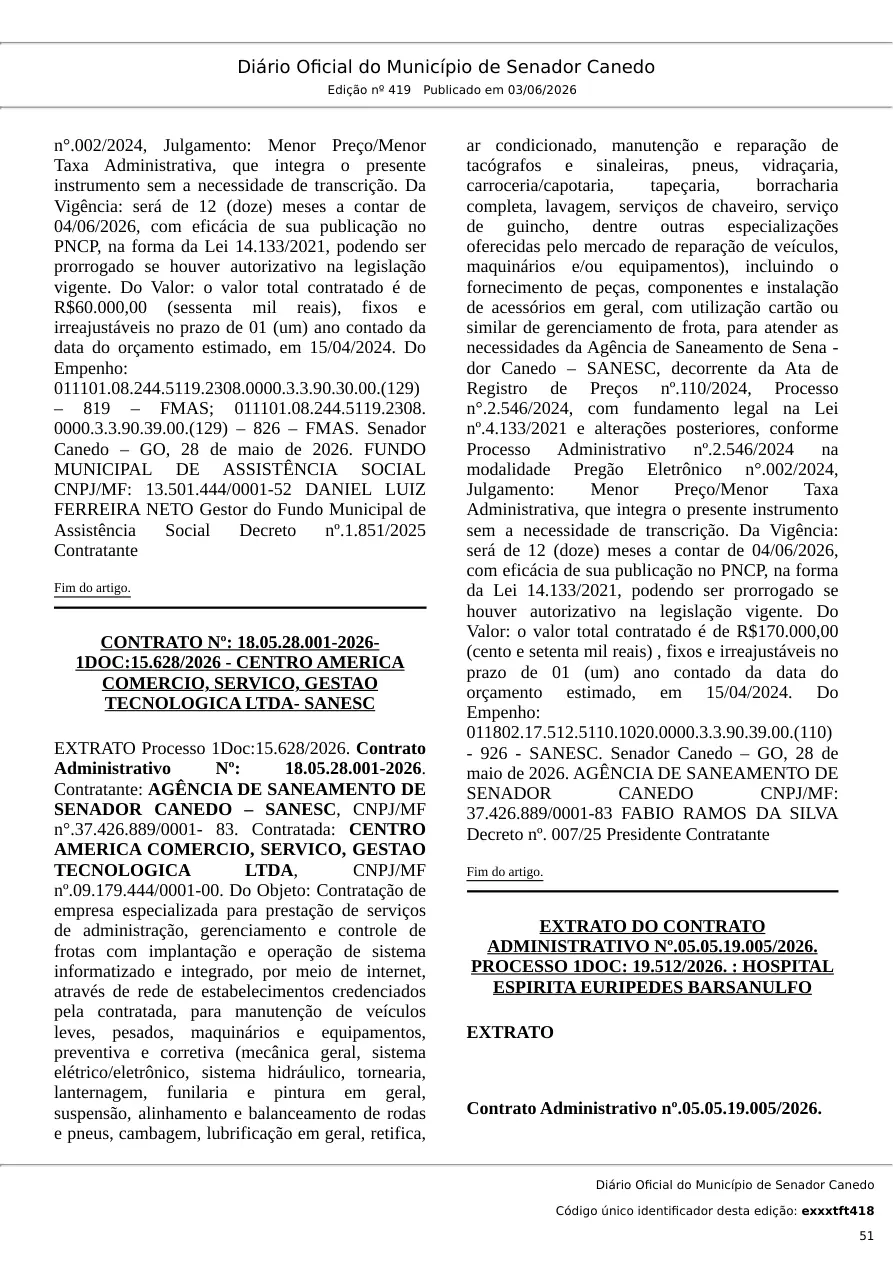 Diário Oficial do Município de Senador Canedo
Edição nº 419 Publicado em 03/06/2026
n°.002/2024, Julgamento: Menor Preço/Menor
Taxa Administrativa, que integra o presente
instrumento sem a necessidade de transcrição. Da
Vigência: será de 12 (doze) meses a contar de
04/06/2026, com eficácia de sua publicação no
PNCP, na forma da Lei 14.133/2021, podendo ser
prorrogado se houver autorizativo na legislação
vigente. Do Valor: o valor total contratado é de
R$60.000,00 (sessenta mil reais), fixos e
irreajustáveis no prazo de 01 (um) ano contado da
data do orçamento estimado, em 15/04/2024. Do
Empenho:
011101.08.244.5119.2308.0000.3.3.90.30.00.(129)
– 819 – FMAS; 011101.08.244.5119.2308.
0000.3.3.90.39.00.(129) – 826 – FMAS. Senador
Canedo – GO, 28 de maio de 2026. FUNDO
MUNICIPAL DE ASSISTÊNCIA SOCIAL
CNPJ/MF: 13.501.444/0001-52 DANIEL LUIZ
FERREIRA NETO Gestor do Fundo Municipal de
Assistência Social Decreto nº.1.851/2025
Contratante
Fim do artigo.
CONTRATO Nº: 18.05.28.001-2026-
1DOC:15.628/2026 - CENTRO AMERICA
COMERCIO, SERVICO, GESTAO
TECNOLOGICA LTDA- SANESC
EXTRATO Processo 1Doc:15.628/2026. Contrato
Administrativo Nº: 18.05.28.001-2026.
Contratante: AGÊNCIA DE SANEAMENTO DE
SENADOR CANEDO – SANESC, CNPJ/MF
n°.37.426.889/0001- 83. Contratada: CENTRO
AMERICA COMERCIO, SERVICO, GESTAO
TECNOLOGICA LTDA, CNPJ/MF
nº.09.179.444/0001-00. Do Objeto: Contratação de
empresa especializada para prestação de serviços
de administração, gerenciamento e controle de
frotas com implantação e operação de sistema
informatizado e integrado, por meio de internet,
através de rede de estabelecimentos credenciados
pela contratada, para manutenção de veículos
leves, pesados, maquinários e equipamentos,
preventiva e corretiva (mecânica geral, sistema
elétrico/eletrônico, sistema hidráulico, tornearia,
lanternagem, funilaria e pintura em geral,
suspensão, alinhamento e balanceamento de rodas
e pneus, cambagem, lubrificação em geral, retifica,
ar condicionado, manutenção e reparação de
tacógrafos e sinaleiras, pneus, vidraçaria,
carroceria/capotaria, tapeçaria, borracharia
completa, lavagem, serviços de chaveiro, serviço
de guincho, dentre outras especializações
oferecidas pelo mercado de reparação de veículos,
maquinários e/ou equipamentos), incluindo o
fornecimento de peças, componentes e instalação
de acessórios em geral, com utilização cartão ou
similar de gerenciamento de frota, para atender as
necessidades da Agência de Saneamento de Sena -
dor Canedo – SANESC, decorrente da Ata de
Registro de Preços nº.110/2024, Processo
n°.2.546/2024, com fundamento legal na Lei
nº.4.133/2021 e alterações posteriores, conforme
Processo Administrativo nº.2.546/2024 na
modalidade Pregão Eletrônico n°.002/2024,
Julgamento: Menor Preço/Menor Taxa
Administrativa, que integra o presente instrumento
sem a necessidade de transcrição. Da Vigência:
será de 12 (doze) meses a contar de 04/06/2026,
com eficácia de sua publicação no PNCP, na forma
da Lei 14.133/2021, podendo ser prorrogado se
houver autorizativo na legislação vigente. Do
Valor: o valor total contratado é de R$170.000,00
(cento e setenta mil reais) , fixos e irreajustáveis no
prazo de 01 (um) ano contado da data do
orçamento estimado, em 15/04/2024. Do
Empenho:
011802.17.512.5110.1020.0000.3.3.90.39.00.(110)
- 926 - SANESC. Senador Canedo – GO, 28 de
maio de 2026. AGÊNCIA DE SANEAMENTO DE
SENADOR CANEDO CNPJ/MF:
37.426.889/0001-83 FABIO RAMOS DA SILVA
Decreto nº. 007/25 Presidente Contratante
Fim do artigo.
EXTRATO DO CONTRATO
ADMINISTRATIVO Nº.05.05.19.005/2026.
PROCESSO 1DOC: 19.512/2026. : HOSPITAL
ESPIRITA EURIPEDES BARSANULFO
EXTRATO
Contrato Administrativo nº.05.05.19.005/2026.
Diário Oficial do Município de Senador Canedo
Código único identificador desta edição: exxxtft418
51